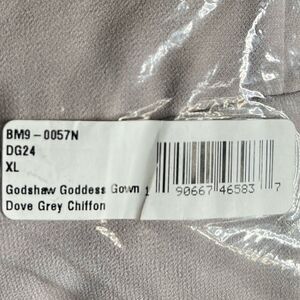 BM9-0057N
DG24
XL
Godshaw Goddess Gown 1
Dove Grey Chiffon
90667 46583 7